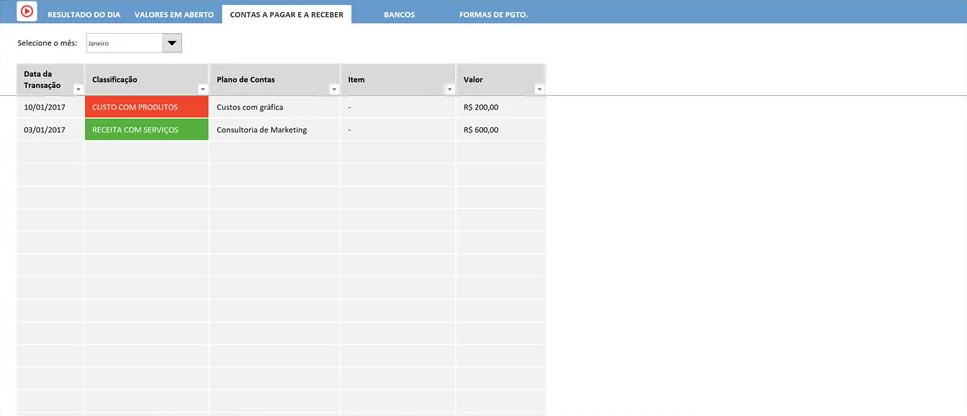 RESULTADO DO DIA VALORES EM ABERTO CONTAS A PAGAR E A RECEBER BANCOS FORMAS DE PGTO.
Selecione o mês: Janeiro
Data da Transação Classificação Plano de Contas Item Valor
10/01/2017 CUSTO COM PRODUTOS Custos com gráfica - R$ 200,00
03/01/2017 RECEITA COM SERVIÇOS Consultoria de Marketing - R$ 600,00